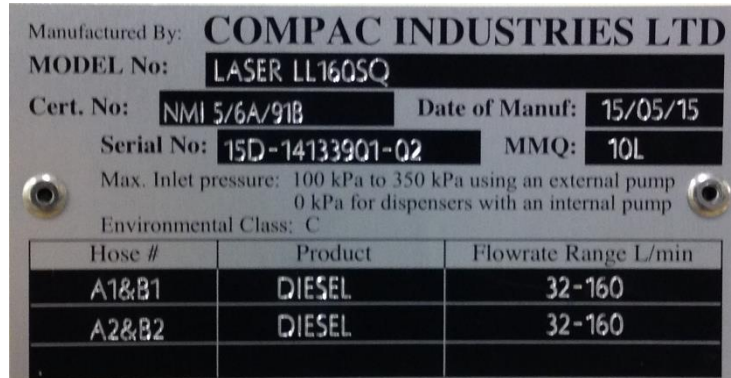 Manufactured By: COMPAC INDUSTRIES LTD
MODEL No: LASER LL160SQ
Cert. No: NMI 5/6A/91B Date of Manuf: 15/05/15
Serial No: 15D-14133901-02 MMQ: 10L
Max. Inlet pressure: 100 kPa to 350 kPa using an external pump
0 kPa for dispensers with an internal pump
Environmental Class: C
Hose # Product Flowrate Range L/min
A1&B1 DIESEL 32-160
A2&B2 DIESEL 32-160